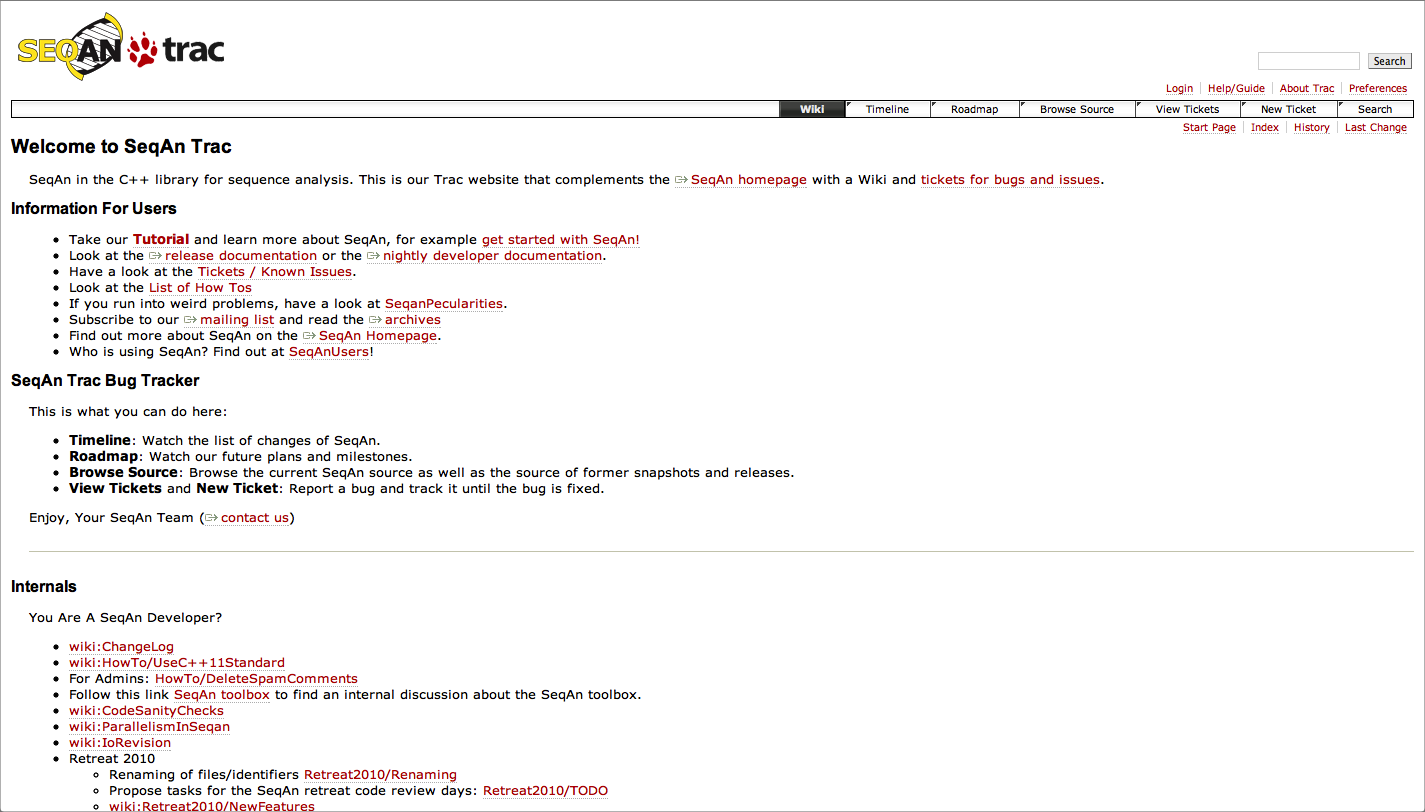 SEQAN trac
Search
Login Help/Guide About Trac Preferences
Wiki Timeline Roadmap Browse Source View Tickets New Ticket Search
Start Page Index History Last Change
Welcome to SeqAn Trac
SeqAn in the C++ library for sequence analysis. This is our Trac website that complements the SeqAn homepage with a Wiki and tickets for bugs and issues.
Information For Users
Take our Tutorial and learn more about SeqAn, for example get started with SeqAn!
Look at the release documentation or the nightly developer documentation.
Have a look at the Tickets / Known Issues.
Look at the List of How Tos
If you run into weird problems, have a look at SeqanPecularities.
Subscribe to our mailing list and read the archives
Find out more about SeqAn on the SeqAn Homepage.
Who is using SeqAn? Find out at SeqAnUsers!
SeqAn Trac Bug Tracker
This is what you can do here:
Timeline: Watch the list of changes of SeqAn.
Roadmap: Watch our future plans and milestones.
Browse Source: Browse the current SeqAn source as well as the source of former snapshots and releases.
View Tickets and New Ticket: Report a bug and track it until the bug is fixed.
Enjoy, Your SeqAn Team (contact us)
Internals
You Are A SeqAn Developer?
wiki:ChangeLog
wiki:HowTo/UseC++11Standard
For Admins: HowTo/DeleteSpamComments
Follow this link SeqAn toolbox to find an internal discussion about the SeqAn toolbox.
wiki:CodeSanityChecks
wiki:ParallelismInSeqan
wiki:IoRevision
Retreat 2010
Renaming of files/identifiers Retreat2010/Renaming
Propose tasks for the SeqAn retreat code review days: Retreat2010/TODO
wiki:Retreat2010/NewFeatures